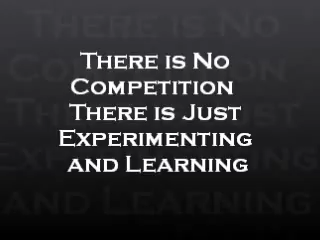 There is No
Competition
There is Just
Experimenting
and Learning